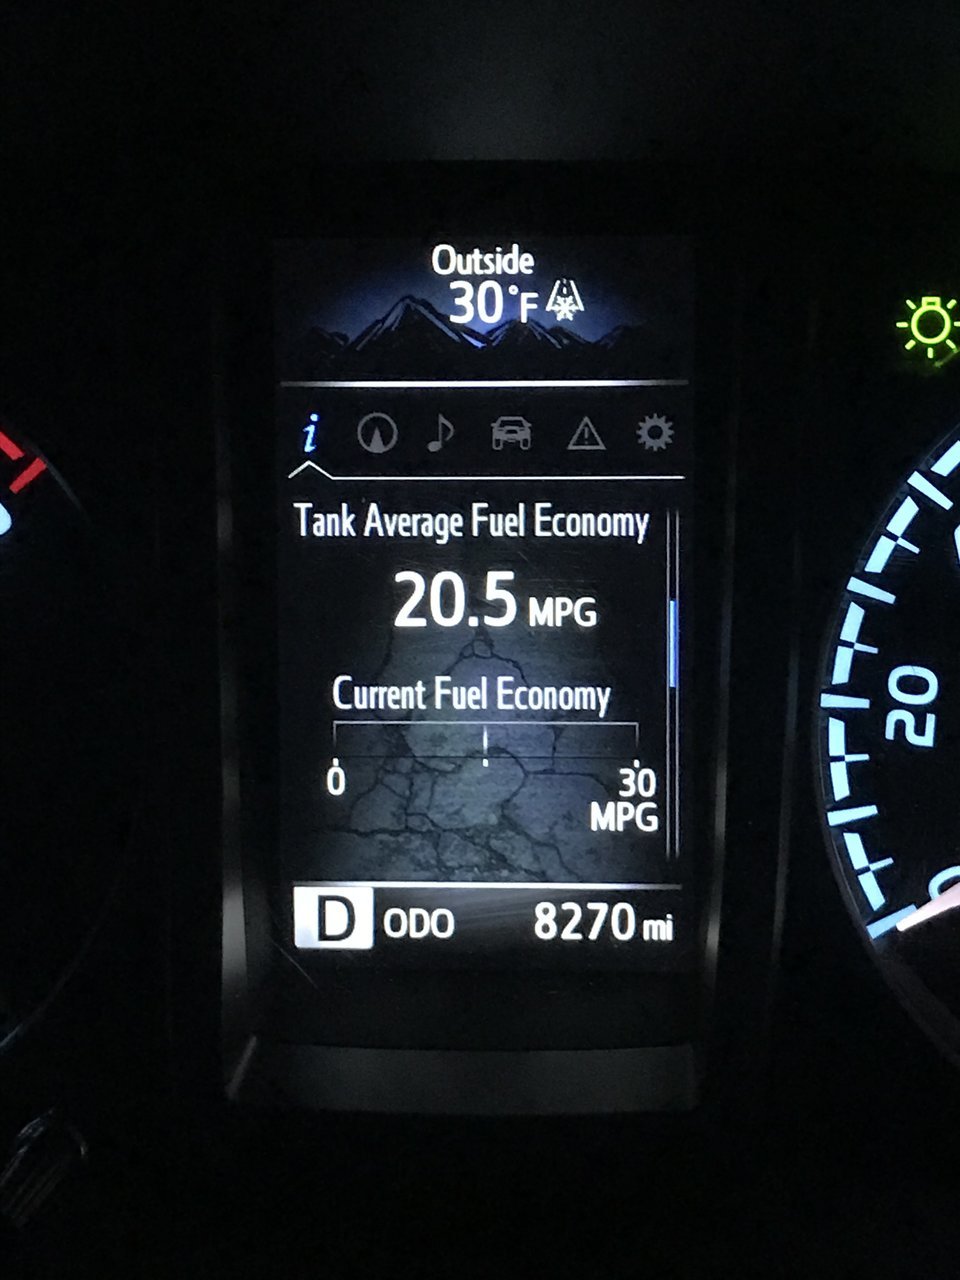 Outside
30°F
i
Tank Average Fuel Economy
20.5 MPG
Current Fuel Economy
0 30
MPG
D ODO 8270 mi
20
0